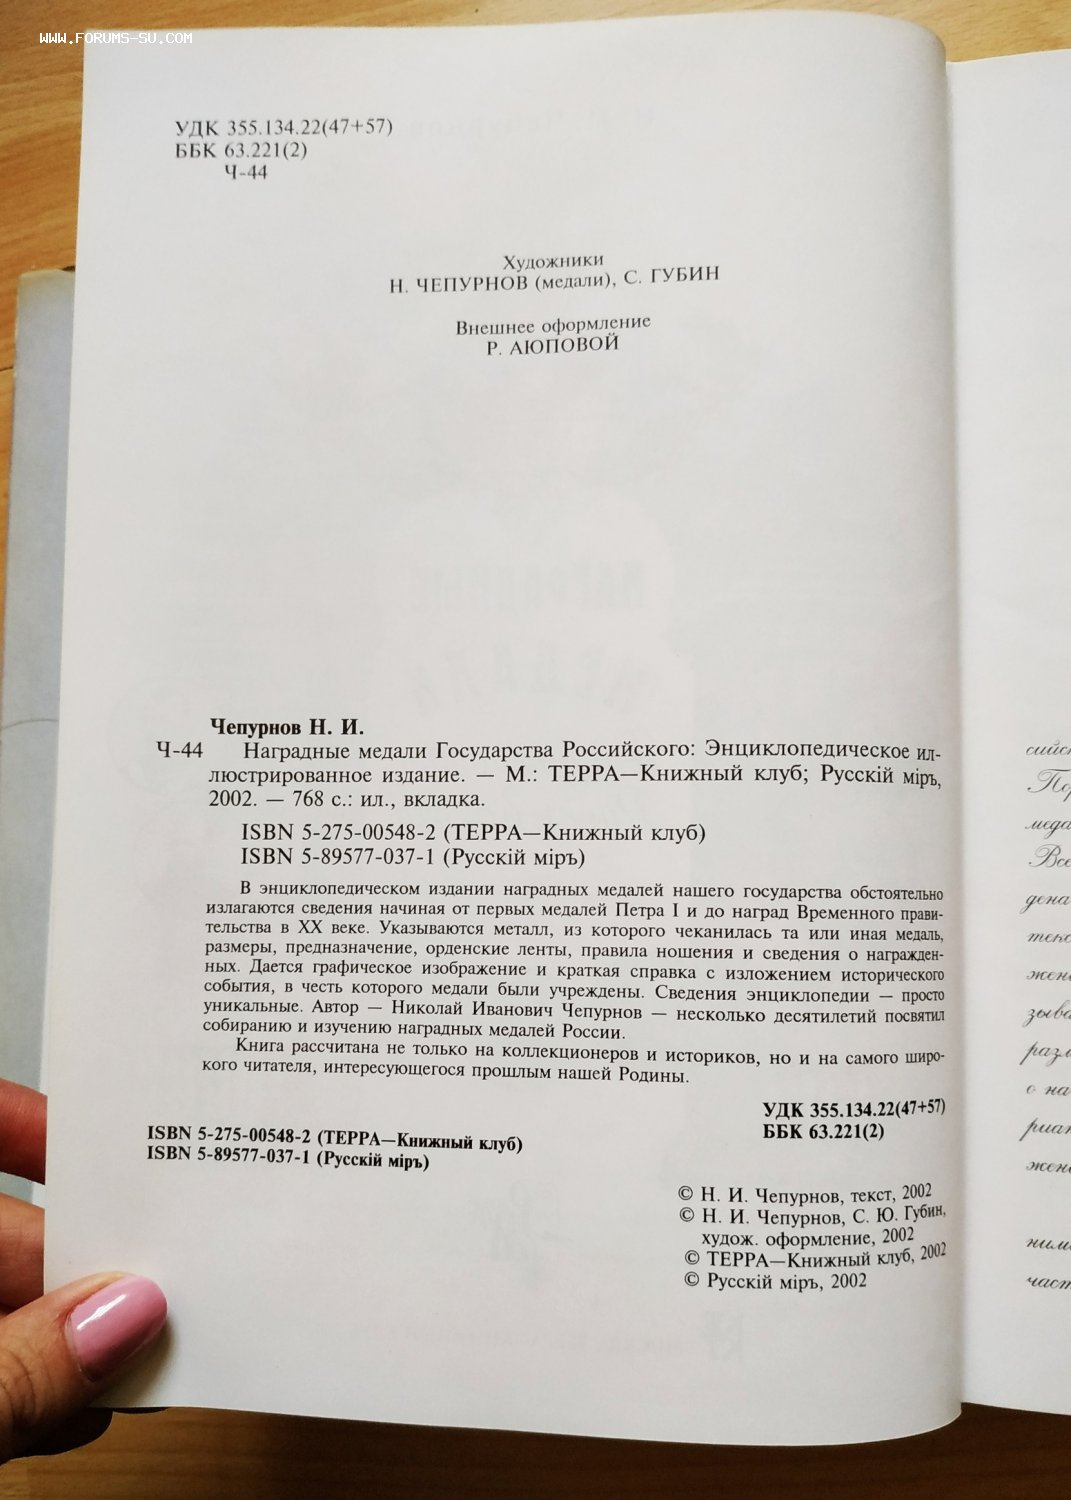 WWW.FORUMS-SU.COM
УДК 355.134.22(47+57)
ББК 63.221(2)
Ч-44
Художники
Н. ЧЕПУРНОВ (медали), С. ГУБИН
Внешнее оформление
Р. АЮПОВОЙ
Чепурнов Н. И.
Ч-44 Наградные медали Государства Российского: Энциклопедическое ил-
люстрированное издание. — М.: ТЕРРА—Книжный клуб; Русскій міръ,
2002. — 768 с.: ил., вкладка.
ISBN 5-275-00548-2 (ТЕРРА—Книжный клуб)
ISBN 5-89577-037-1 (Русскій міръ)
В энциклопедическом издании наградных медалей нашего государства обстоятельно
излагаются сведения начиная от первых медалей Петра I и до наград Временного прави-
тельства в XX веке. Указываются металл, из которого чеканилась та или иная медаль,
размеры, предназначение, орденские ленты, правила ношения и сведения о награжден-
ных. Дается графическое изображение и краткая справка с изложением исторического
события, в честь которого медали были учреждены. Сведения энциклопедии — просто
уникальные. Автор — Николай Иванович Чепурнов — несколько десятилетий посвятил
собиранию и изучению наградных медалей России.
Книга рассчитана не только на коллекционеров и историков, но и на самого широ-
кого читателя, интересующегося прошлым нашей Родины.
УДК 355.134.22(47+57)
ББК 63.221(2)
ISBN 5-275-00548-2 (ТЕРРА—Книжный клуб)
ISBN 5-89577-037-1 (Русскій міръ)
© Н. И. Чепурнов, текст, 2002
© Н. И. Чепурнов, С. Ю. Губин,
худож. оформление, 2002
© ТЕРРА—Книжный клуб, 2002
© Русскій міръ, 2002